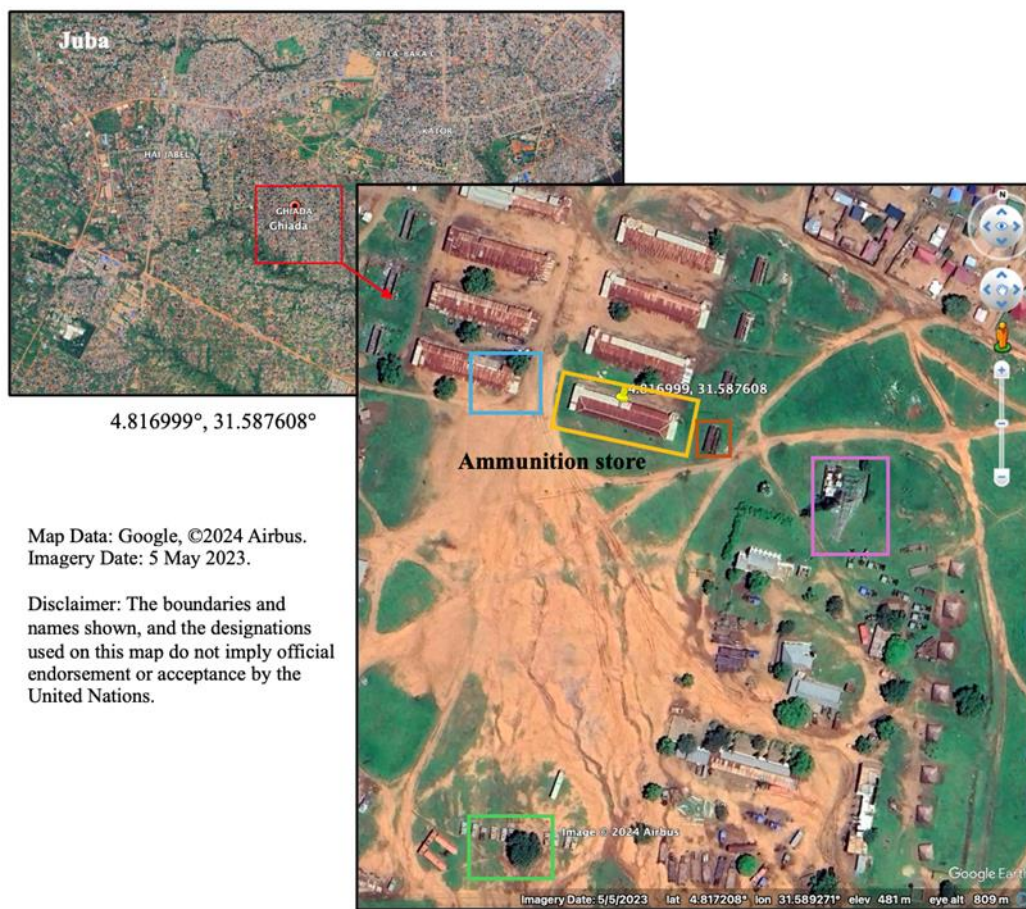 Juba
ATLA BARA C
KATOR
HAI JABEL
GHIADA
Ghiada
N
4.816999, 31.587608
4.816999°, 31.587608°
Ammunition store
Map Data: Google, ©2024 Airbus.
Imagery Date: 5 May 2023.
Disclaimer: The boundaries and
names shown, and the designations
used on this map do not imply official
endorsement or acceptance by the
United Nations.
Image © 2024 Airbus
Google Earth
Imagery Date: 5/5/2023 lat 4.817208° lon 31.589271° elev 481 m eye alt 809 m